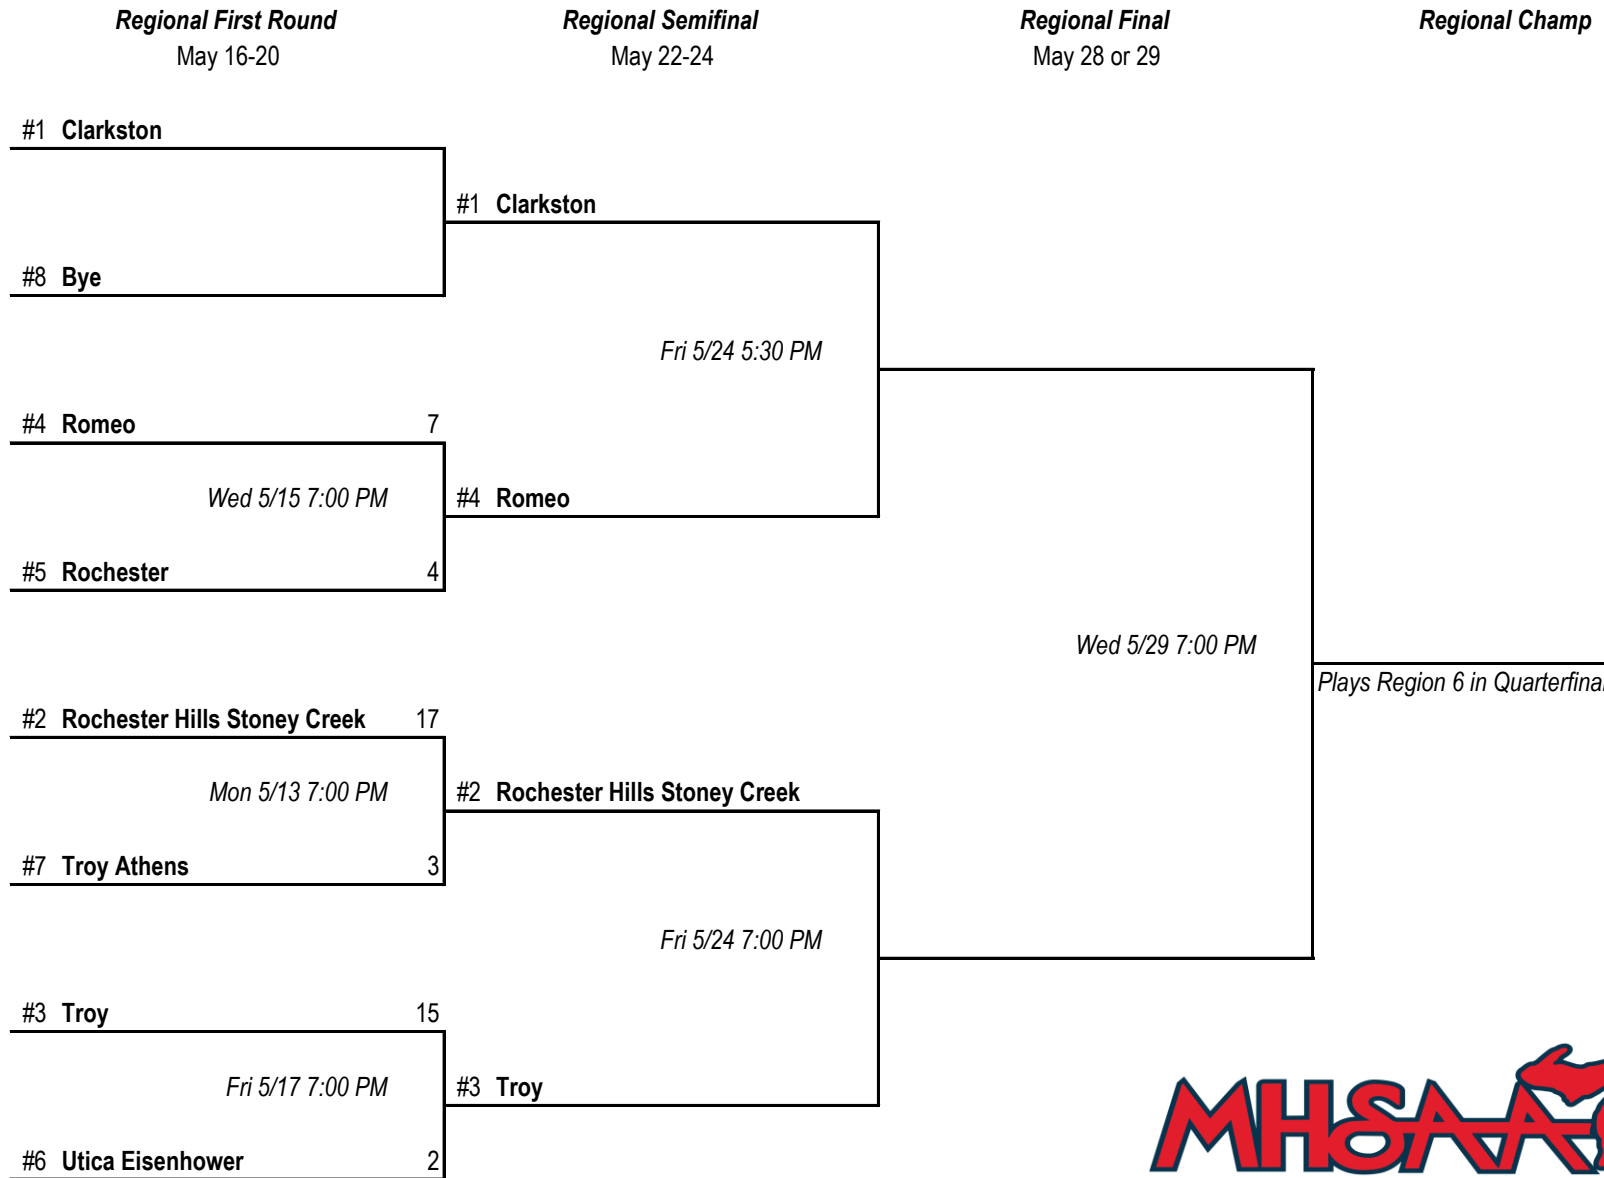 Regional First Round Regional Semifinal Regional Final Regional Champ
May 16-20 May 22-24 May 28 or 29
#1 Clarkston
#1 Clarkston
#8 Bye
Fri 5/24 5:30 PM
#4 Romeo 7
Wed 5/15 7:00 PM #4 Romeo
#5 Rochester 4
Wed 5/29 7:00 PM
Plays Region 6 in Quarterfinal
#2 Rochester Hills Stoney Creek 17
Mon 5/13 7:00 PM #2 Rochester Hills Stoney Creek
#7 Troy Athens 3
Fri 5/24 7:00 PM
#3 Troy 15
Fri 5/17 7:00 PM #3 Troy
#6 Utica Eisenhower 2
MHSAA